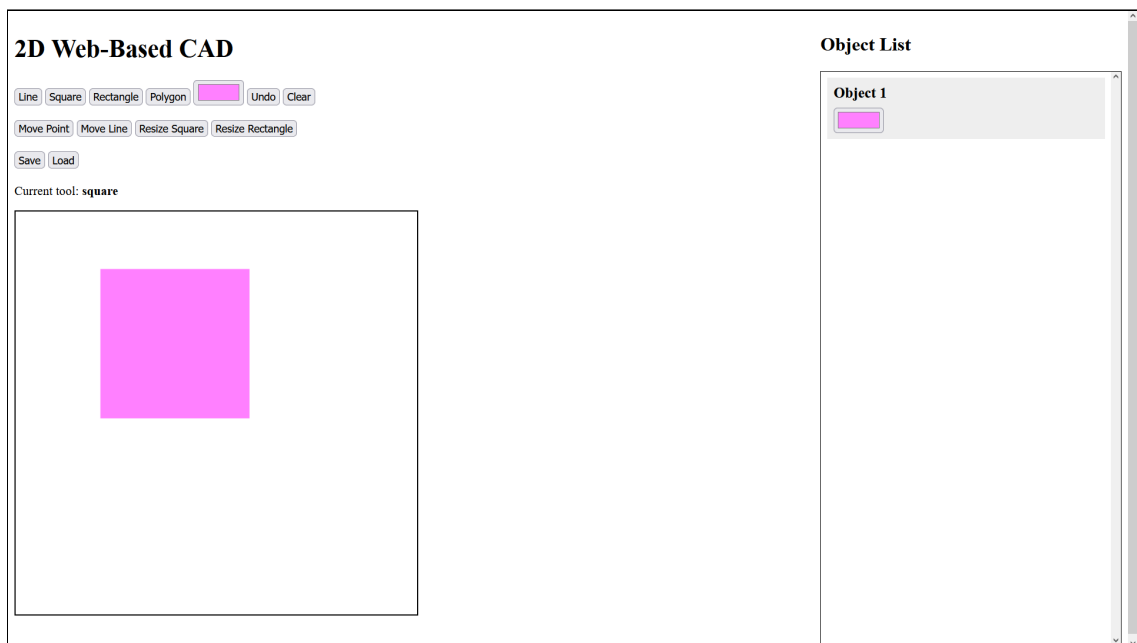 2D Web-Based CAD
Line Square Rectangle Polygon Undo Clear
Move Point Move Line Resize Square Resize Rectangle
Save Load
Current tool: square
Object List
Object 1